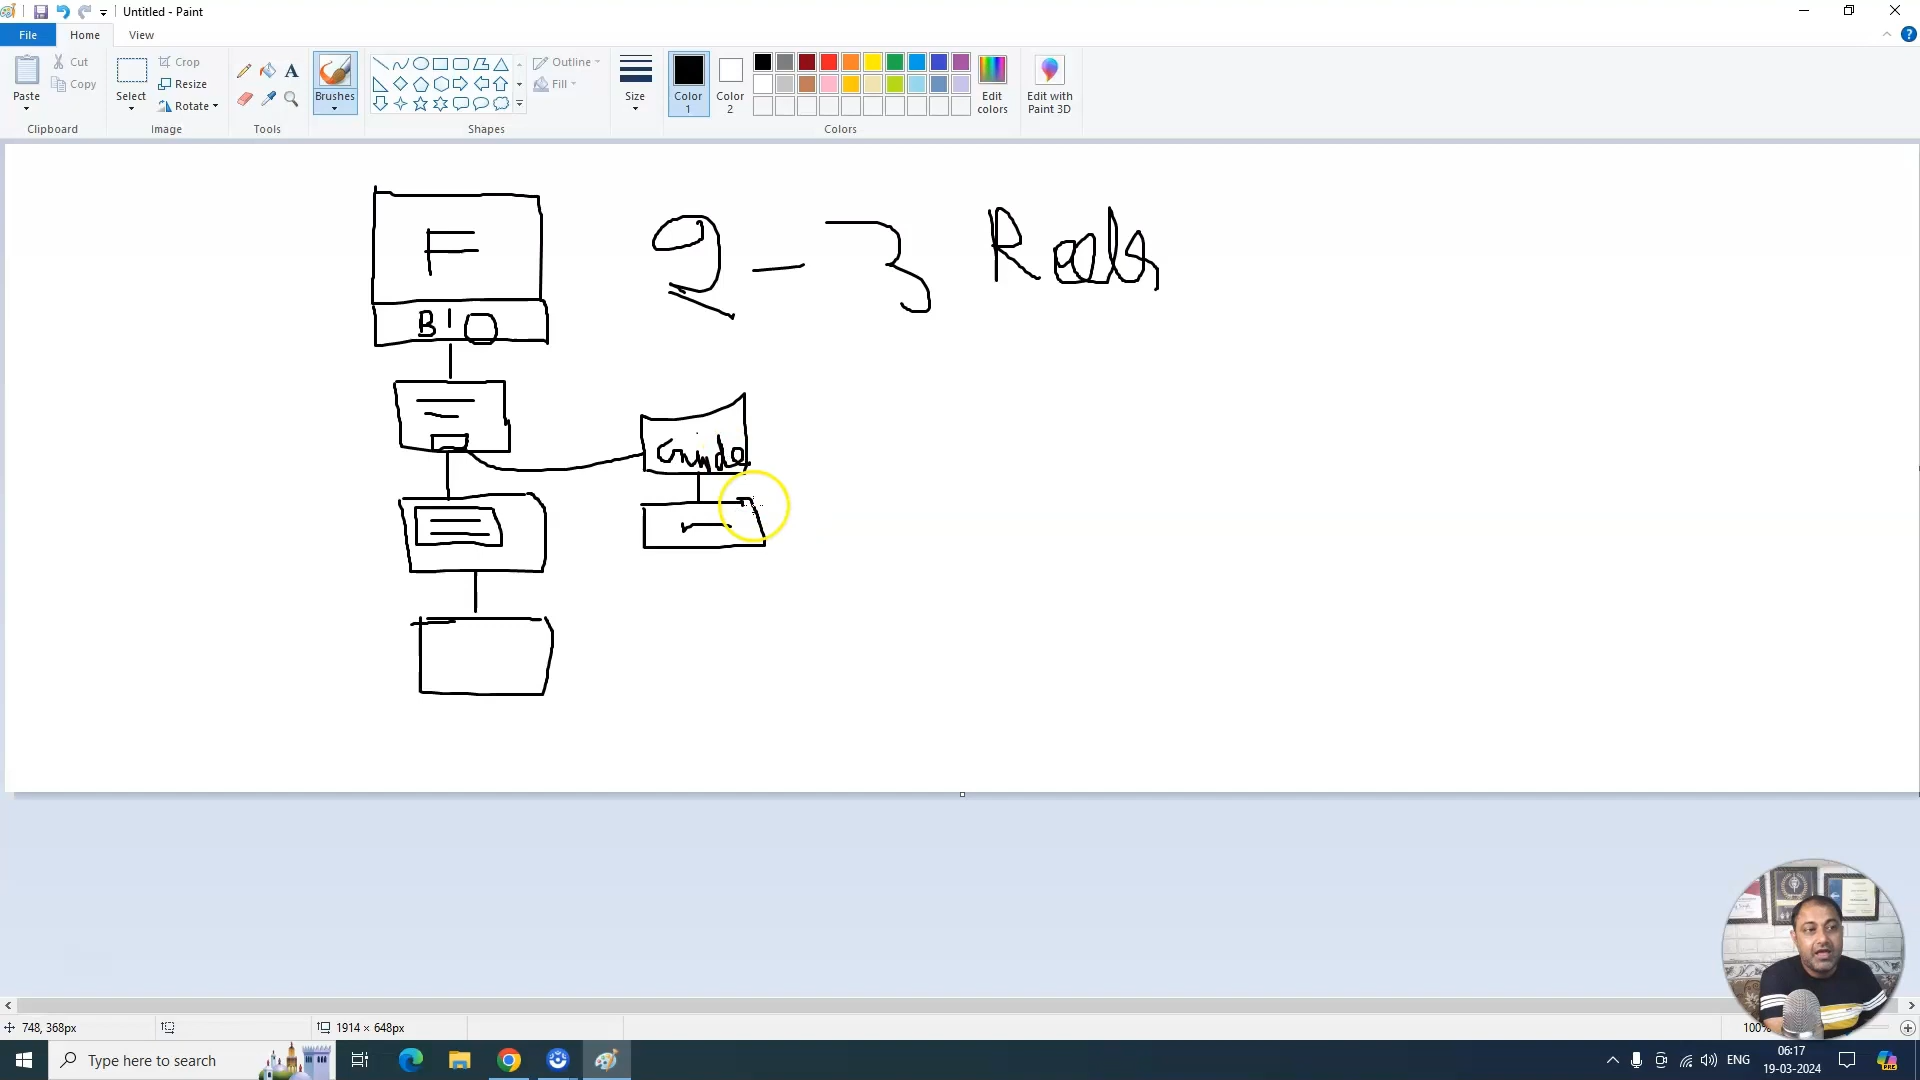 Untitled - Paint
File Home View
Paste
Cut
Copy
Clipboard
Select
Crop
Resize
Rotate
Image
Tools
Brushes
Outline
Fill
Shapes
Size
Color 1
Color 2
Edit colors
Colors
Edit with Paint 3D
F
BIO
2 - 3 Reels
748, 368px
1914 × 648px
100%
Type here to search
ENG
06:17
19-03-2024